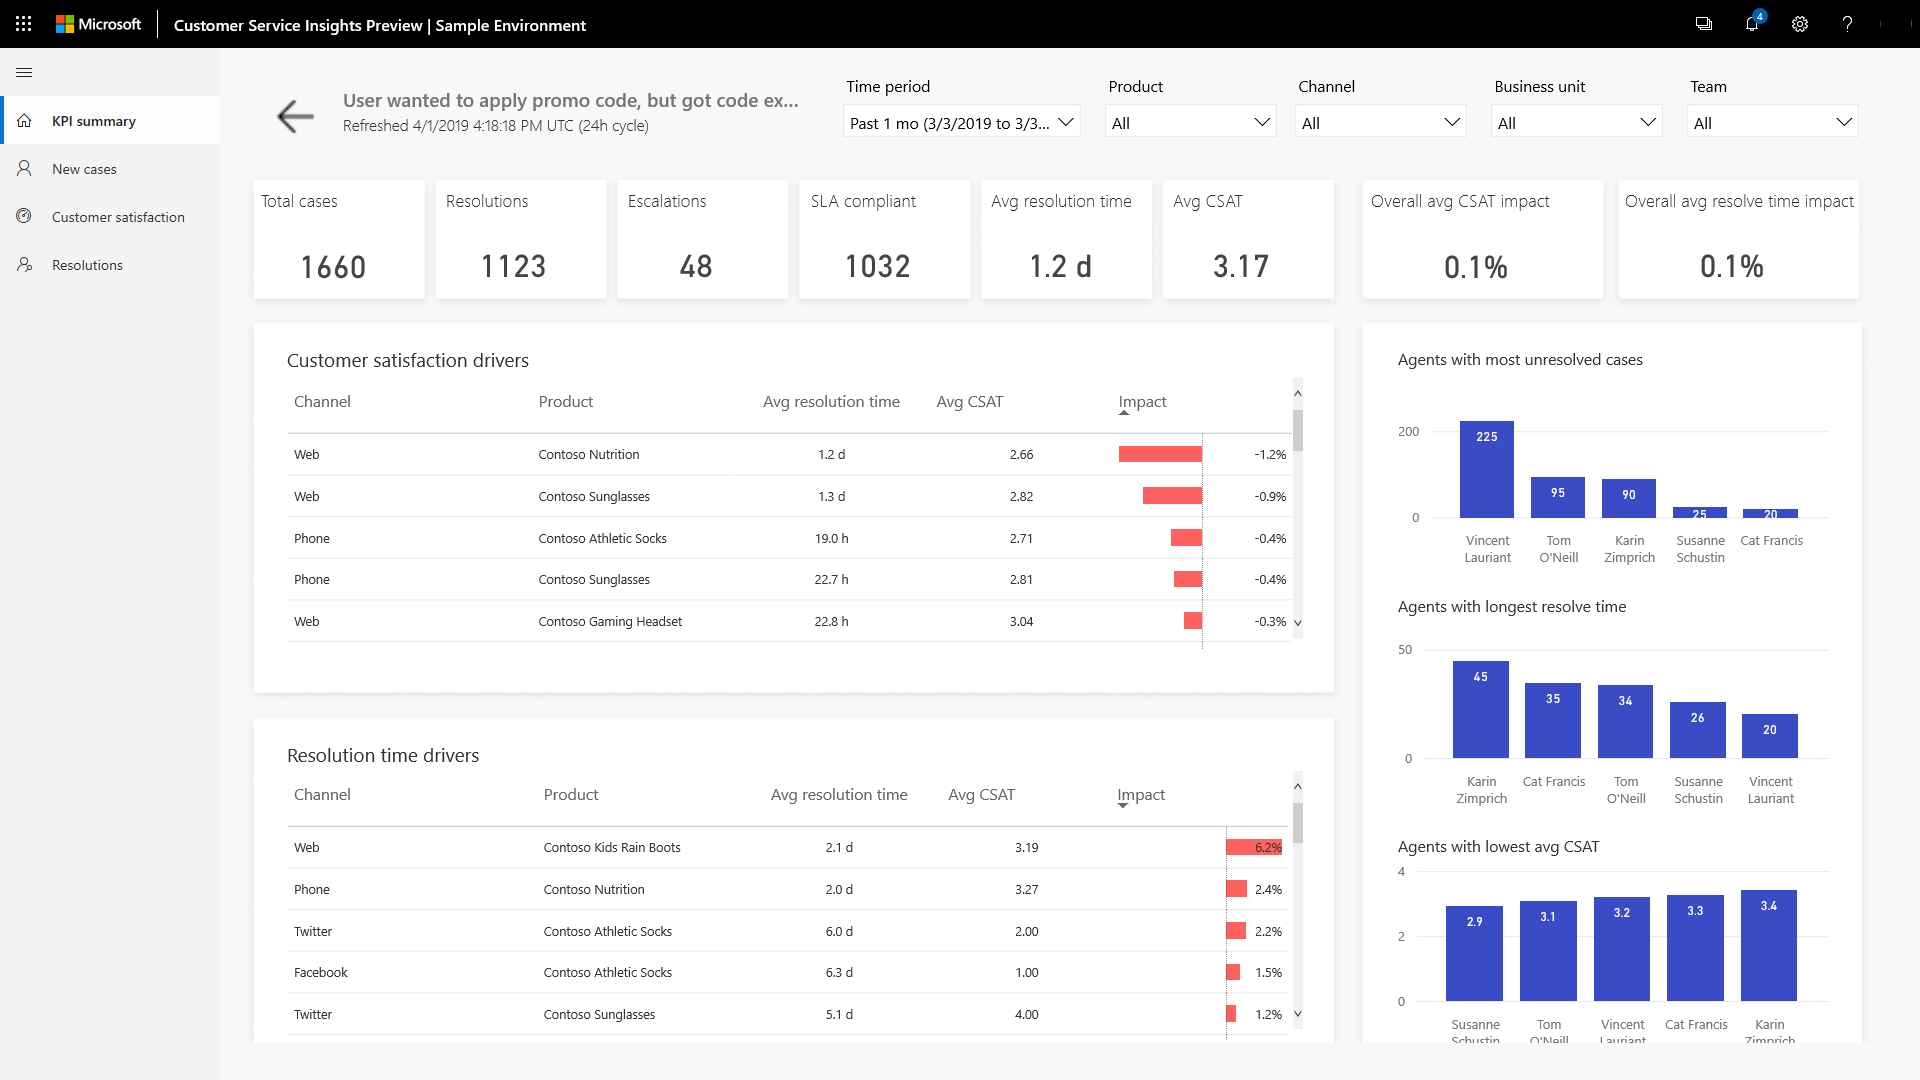 Microsoft
Customer Service Insights Preview | Sample Environment
4
?
KPI summary
New cases
Customer satisfaction
Resolutions
User wanted to apply promo code, but got code ex...
Refreshed 4/1/2019 4:18:18 PM UTC (24h cycle)
Time period
Past 1 mo (3/3/2019 to 3/3...
Product
All
Channel
All
Business unit
All
Team
All
Total cases
1660
Resolutions
1123
Escalations
48
SLA compliant
1032
Avg resolution time
1.2 d
Avg CSAT
3.17
Overall avg CSAT impact
0.1%
Overall avg resolve time impact
0.1%
Customer satisfaction drivers
Channel Product Avg resolution time Avg CSAT Impact
Web Contoso Nutrition 1.2 d 2.66 -1.2%
Web Contoso Sunglasses 1.3 d 2.82 -0.9%
Phone Contoso Athletic Socks 19.0 h 2.71 -0.4%
Phone Contoso Sunglasses 22.7 h 2.81 -0.4%
Web Contoso Gaming Headset 22.8 h 3.04 -0.3%
Resolution time drivers
Channel Product Avg resolution time Avg CSAT Impact
Web Contoso Kids Rain Boots 2.1 d 3.19 6.2%
Phone Contoso Nutrition 2.0 d 3.27 2.4%
Twitter Contoso Athletic Socks 6.0 d 2.00 2.2%
Facebook Contoso Athletic Socks 6.3 d 1.00 1.5%
Twitter Contoso Sunglasses 5.1 d 4.00 1.2%
Agents with most unresolved cases
200
0
225 95 90 25 20
Vincent Tom Karin Susanne Cat Francis
Lauriant O'Neill Zimprich Schustin
Agents with longest resolve time
50
0
45 35 34 26 20
Karin Cat Francis Tom Susanne Vincent
Zimprich O'Neill Schustin Lauriant
Agents with lowest avg CSAT
4
2
0
2.9 3.1 3.2 3.3 3.4
Susanne Tom Vincent Cat Francis Karin
Schustin O'Neill Lauriant Zimprich